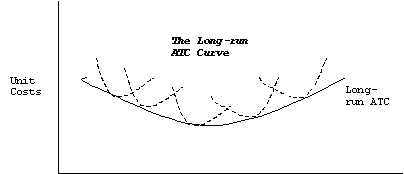 The Long-run
ATC Curve
Unit
Costs
Long-
run ATC